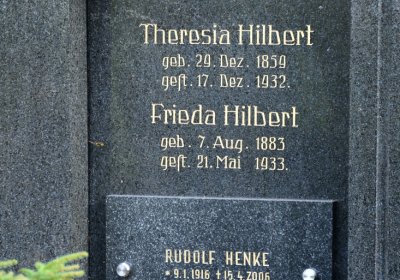 Theresia Hilbert
geb. 29. Dez. 1859
gest. 17. Dez. 1932.
Frieda Hilbert
geb. 7. Aug. 1883
gest. 21. Mai 1933.
RUDOLF HENKE
*9.1.1916 †15.4.2006